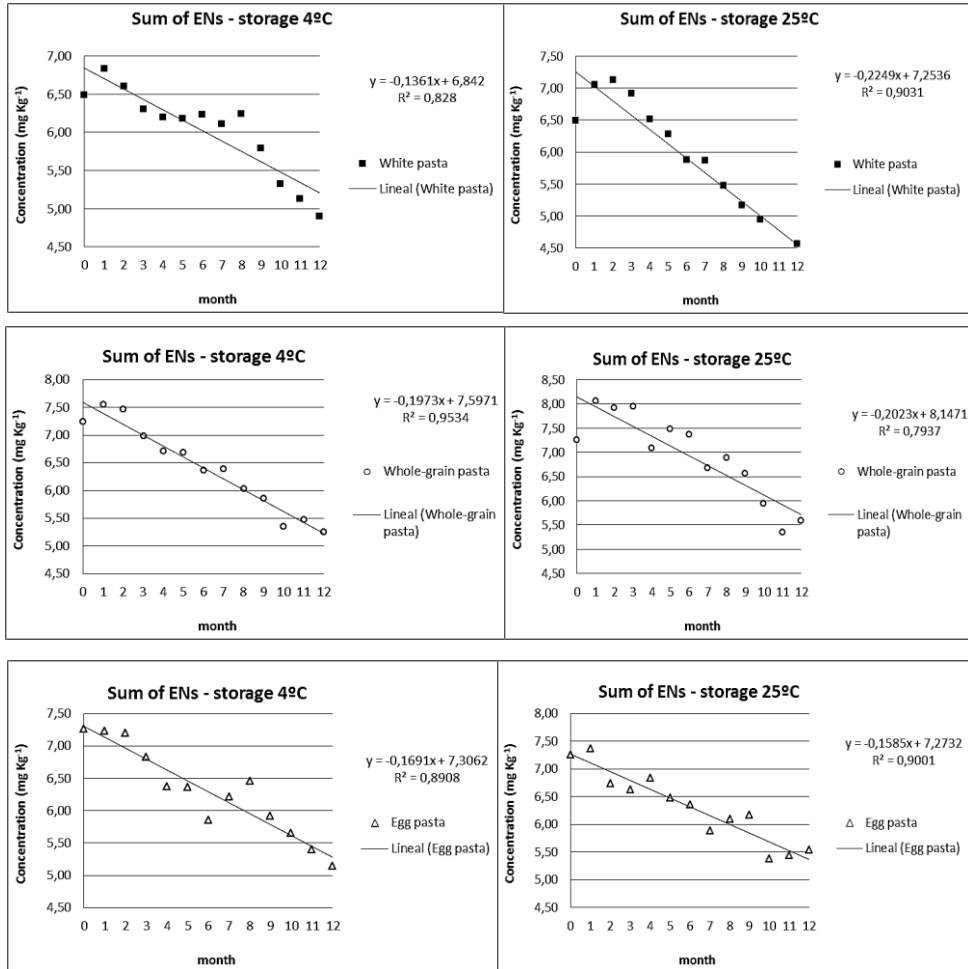 Sum of ENs - storage 4ºC
Concentration (mg Kg⁻¹)
7,00
6,50
6,00
5,50
5,00
4,50
0 1 2 3 4 5 6 7 8 9 10 11 12
month
y = -0,1361x + 6,842
R² = 0,828
White pasta
Lineal (White pasta)
Sum of ENs - storage 25ºC
Concentration (mg Kg⁻¹)
7,50
7,00
6,50
6,00
5,50
5,00
4,50
0 1 2 3 4 5 6 7 8 9 10 12
month
y = -0,2249x + 7,2536
R² = 0,9031
White pasta
Lineal (White pasta)
Sum of ENs - storage 4ºC
Concentration (mg Kg⁻¹)
8,00
7,50
7,00
6,50
6,00
5,50
5,00
4,50
0 1 2 3 4 5 6 7 8 9 10 11 12
month
y = -0,1973x + 7,5971
R² = 0,9534
Whole-grain pasta
Lineal (Whole-grain
pasta)
Sum of ENs - storage 25ºC
Concentration (mg Kg⁻¹)
8,50
8,00
7,50
7,00
6,50
6,00
5,50
5,00
4,50
0 1 2 3 4 5 6 7 8 9 10 11 12
month
y = -0,2023x + 8,1471
R² = 0,7937
Whole-grain pasta
Lineal (Whole-grain
pasta)
Sum of ENs - storage 4ºC
Concentration (mg Kg⁻¹)
7,50
7,00
6,50
6,00
5,50
5,00
4,50
0 1 2 3 4 5 6 7 8 9 10 11 12
month
y = -0,1691x + 7,3062
R² = 0,8908
Egg pasta
Lineal (Egg pasta)
Sum of ENs - storage 25ºC
Concentration (mg Kg⁻¹)
8,00
7,50
7,00
6,50
6,00
5,50
5,00
4,50
0 1 2 3 4 5 6 7 8 9 10 11 12
month
y = -0,1585x + 7,2732
R² = 0,9001
Egg pasta
Lineal (Egg pasta)